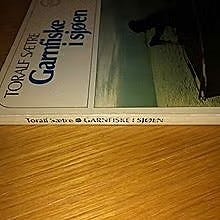 TORALF SÆTRE
Garnfiske
i sjøen
Toralf Sætre ⊛ GARNFISKE I SJØEN